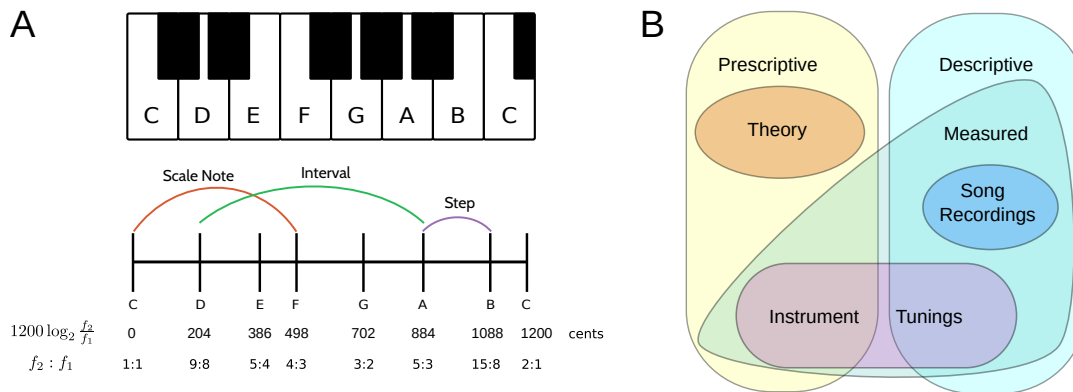 A
C D E F G A B C
Scale Note
Interval
Step
C D E F G A B C
1200 log₂ f₂/f₁ 0 204 386 498 702 884 1088 1200 cents
f₂ : f₁ 1:1 9:8 5:4 4:3 3:2 5:3 15:8 2:1
B
Prescriptive
Descriptive
Theory
Measured
Song
Recordings
Instrument Tunings